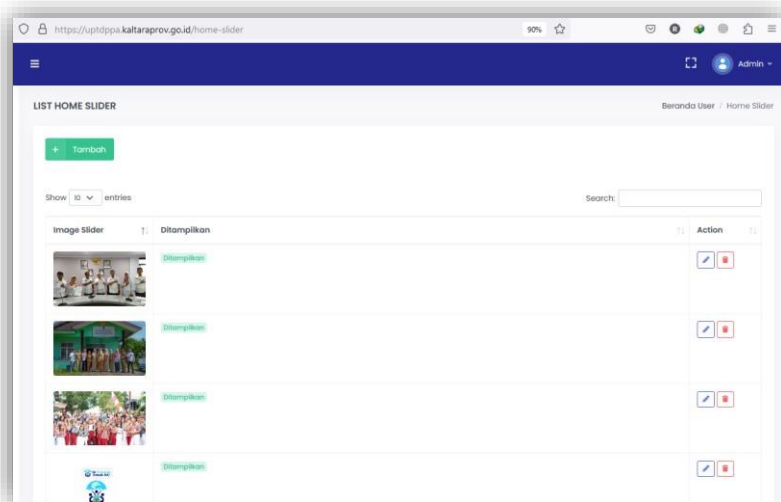 https://uptdppa.kaltaraprov.go.id/home-slider 90%
Admin
LIST HOME SLIDER Beranda User / Home Slider
+ Tambah
Show 10 entries Search:
Image Slider Ditampilkan Action
Ditampilkan
Ditampilkan
Ditampilkan
Ditampilkan